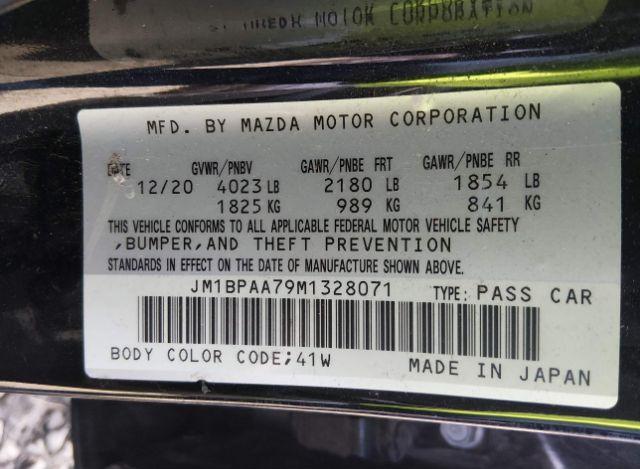 MOTOR CORPORATION
MFD. BY MAZDA MOTOR CORPORATION
DATE GVWR/PNBV GAWR/PNBE FRT GAWR/PNBE RR
12/20 4023 LB 2180 LB 1854 LB
1825 KG 989 KG 841 KG
THIS VEHICLE CONFORMS TO ALL APPLICABLE FEDERAL MOTOR VEHICLE SAFETY
,BUMPER,AND THEFT PREVENTION
STANDARDS IN EFFECT ON THE DATE OF MANUFACTURE SHOWN ABOVE.
JM1BPAA79M1328071 TYPE: PASS CAR
BODY COLOR CODE;41W MADE IN JAPAN